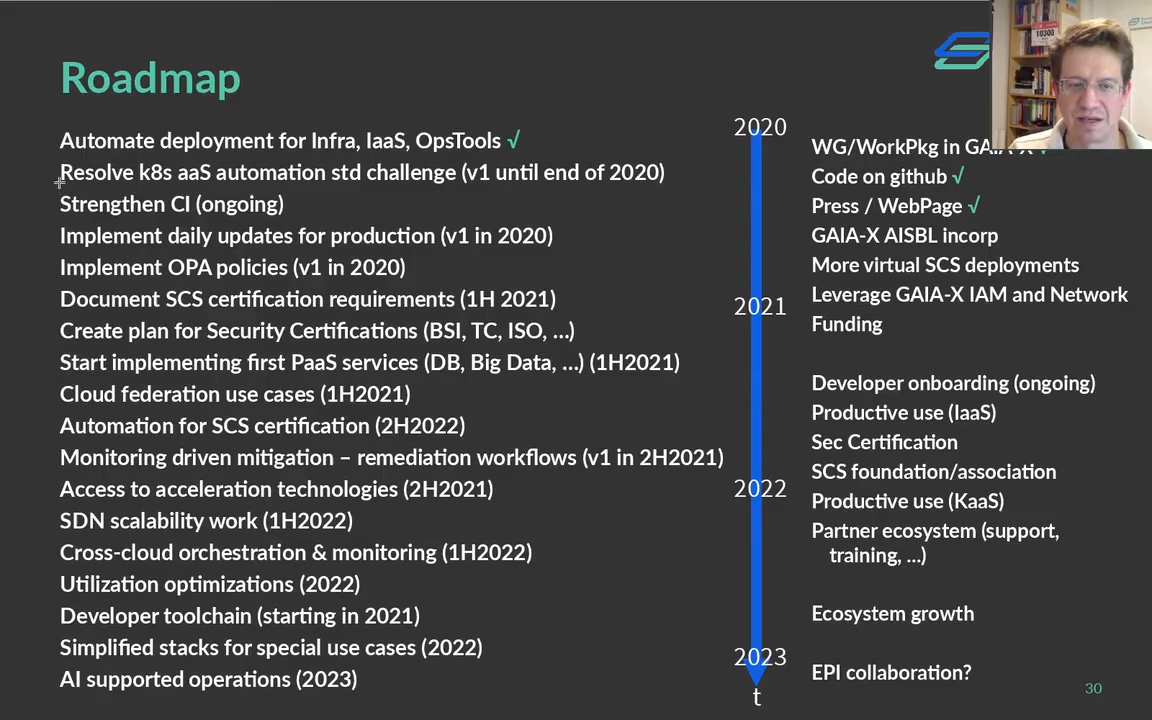 Roadmap
Automate deployment for Infra, IaaS, OpsTools √
Resolve k8s aaS automation std challenge (v1 until end of 2020)
Strengthen CI (ongoing)
Implement daily updates for production (v1 in 2020)
Implement OPA policies (v1 in 2020)
Document SCS certification requirements (1H 2021)
Create plan for Security Certifications (BSI, TC, ISO, ...)
Start implementing first PaaS services (DB, Big Data, ...) (1H2021)
Cloud federation use cases (1H2021)
Automation for SCS certification (2H2022)
Monitoring driven mitigation – remediation workflows (v1 in 2H2021)
Access to acceleration technologies (2H2021)
SDN scalability work (1H2022)
Cross-cloud orchestration & monitoring (1H2022)
Utilization optimizations (2022)
Developer toolchain (starting in 2021)
Simplified stacks for special use cases (2022)
AI supported operations (2023)
2020
2021
2022
2023
t
WG/WorkPkg in GAIA-X √
Code on github √
Press / WebPage √
GAIA-X AISBL incorp
More virtual SCS deployments
Leverage GAIA-X IAM and Network
Funding
Developer onboarding (ongoing)
Productive use (IaaS)
Sec Certification
SCS foundation/association
Productive use (KaaS)
Partner ecosystem (support,
training, ...)
Ecosystem growth
EPI collaboration?
30
10300